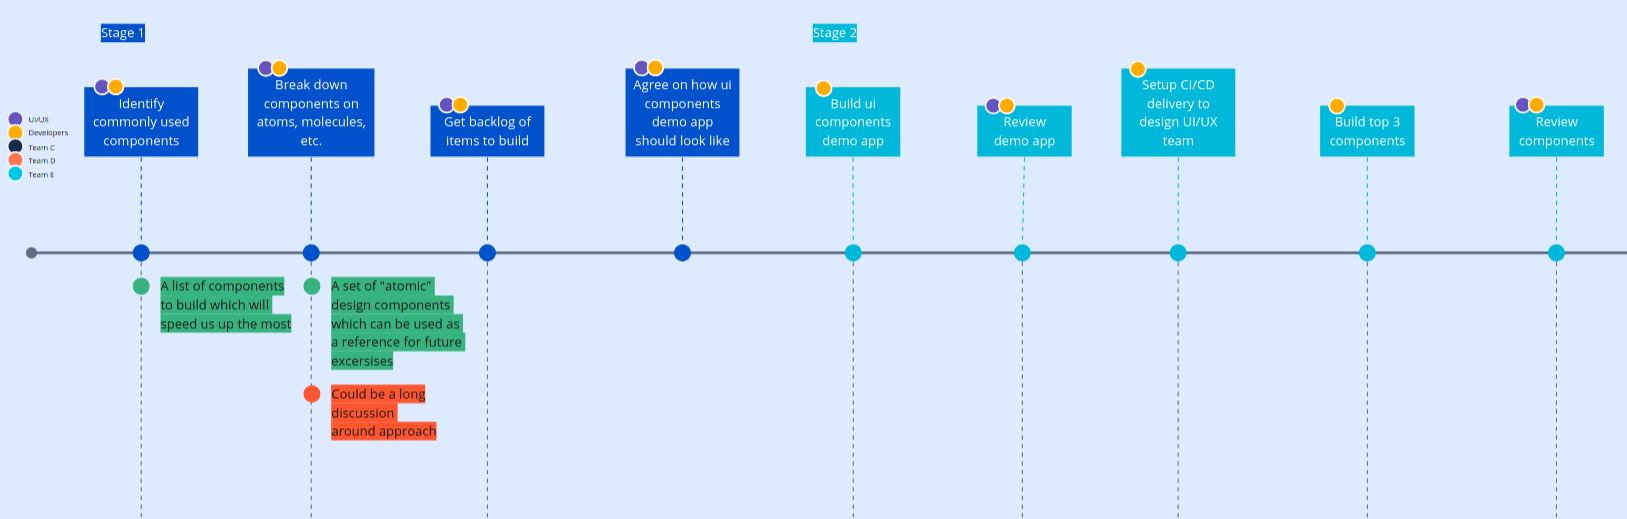 Stage 1
Stage 2
Identify
commonly used
components
Break down
components on
atoms, molecules,
etc.
Get backlog of
items to build
Agree on how ui
components
demo app
should look like
Build ui
components
demo app
Review
demo app
Setup CI/CD
delivery to
design UI/UX
team
Build top 3
components
Review
components
UI/UX
Developers
Team C
Team D
Team E
A list of components
to build which will
speed us up the most
A set of "atomic"
design components
which can be used as
a reference for future
excersises
Could be a long
discussion
around approach